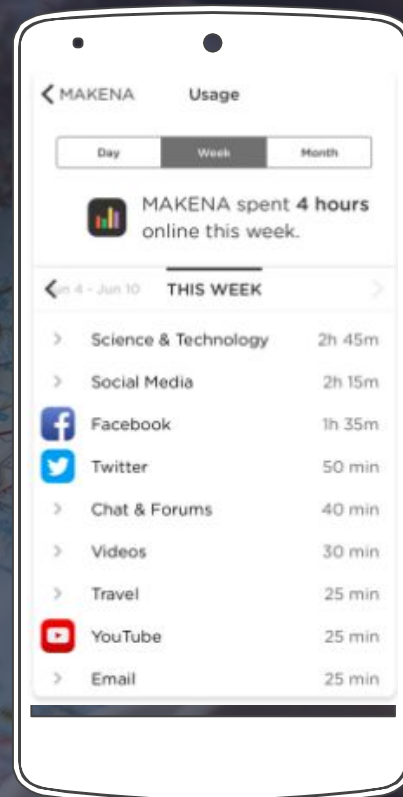 MAKENA Usage
Day Week Month
MAKENA spent 4 hours
online this week.
4 - Jun 10 THIS WEEK
Science & Technology 2h 45m
Social Media 2h 15m
Facebook 1h 35m
Twitter 50 min
Chat & Forums 40 min
Videos 30 min
Travel 25 min
YouTube 25 min
Email 25 min